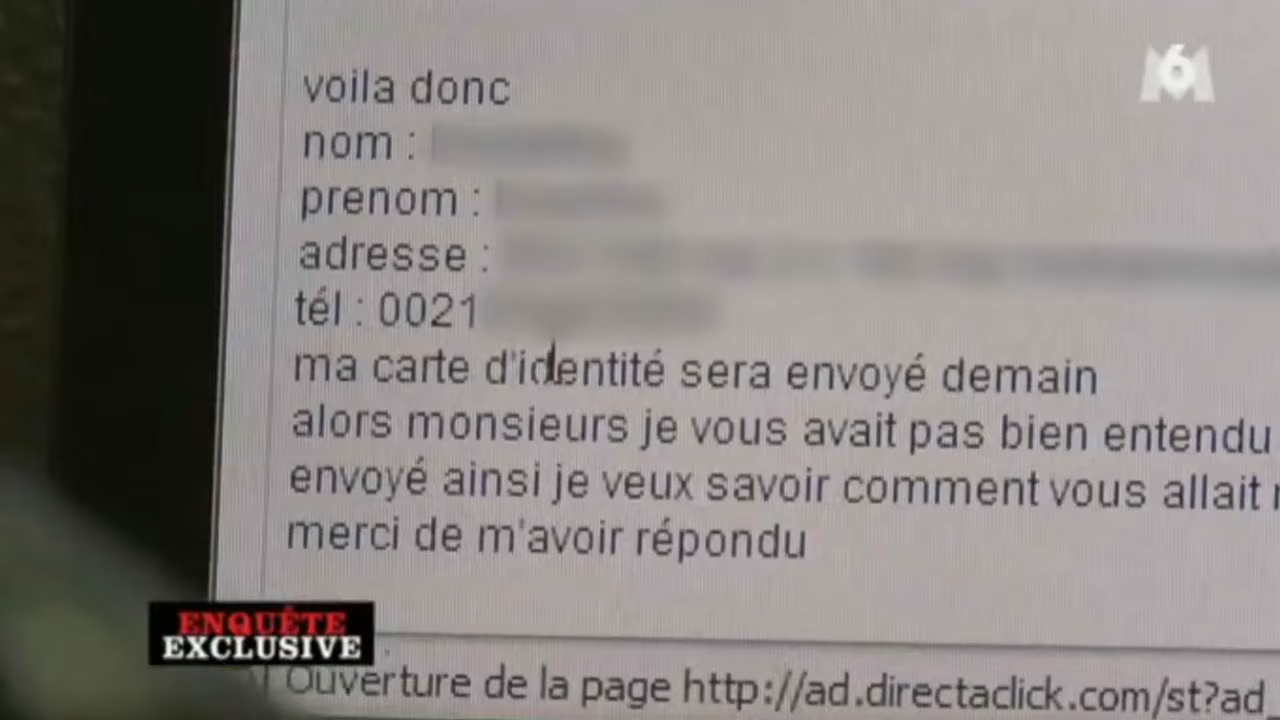 M6
voila donc
nom :
prenom :
adresse :
tél : 0021
ma carte d'identité sera envoyé demain
alors monsieurs je vous avait pas bien entendu
envoyé ainsi je veux savoir comment vous allait
merci de m'avoir répondu
ENQUÊTE
EXCLUSIVE
Ouverture de la page http://ad.directaclick.com/st?ad_